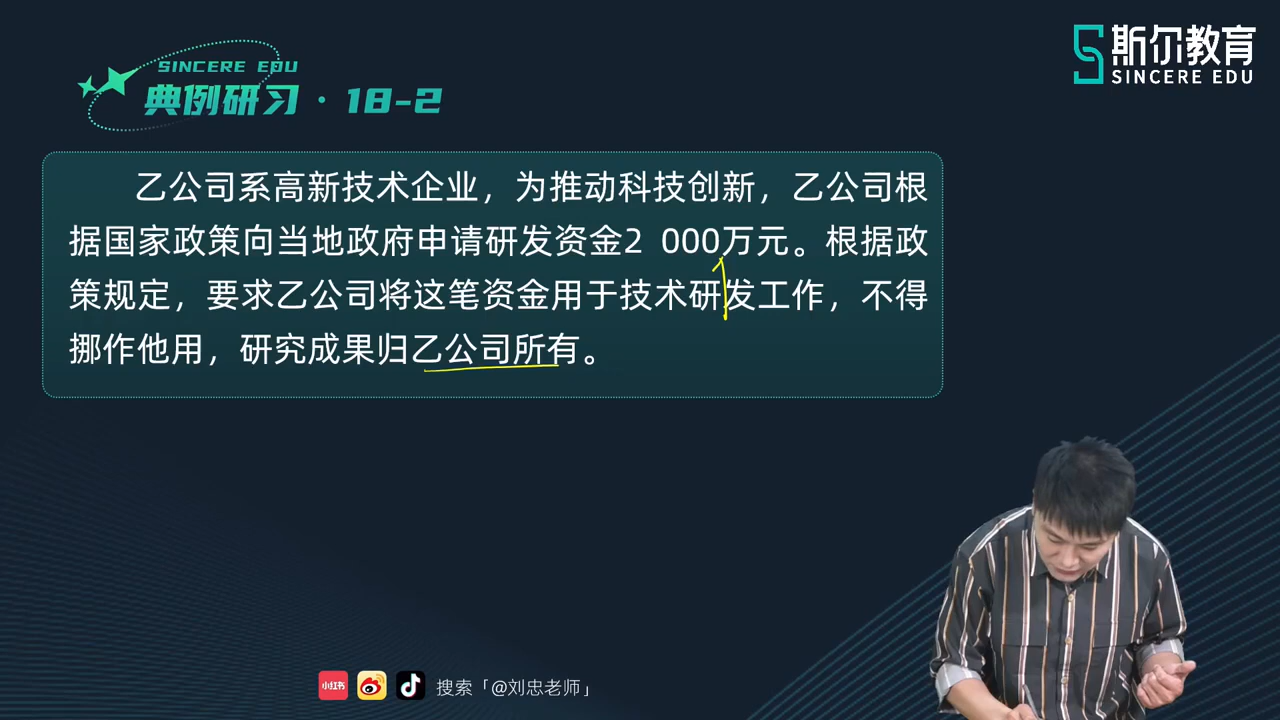 斯尔教育
SINCERE EDU
SINCERE EDU
典例研习·18-2
乙公司系高新技术企业，为推动科技创新，乙公司根
据国家政策向当地政府申请研发资金2 000万元。根据政
策规定，要求乙公司将这笔资金用于技术研发工作，不得
挪作他用，研究成果归乙公司所有。
小红书
搜索「@刘忠老师」